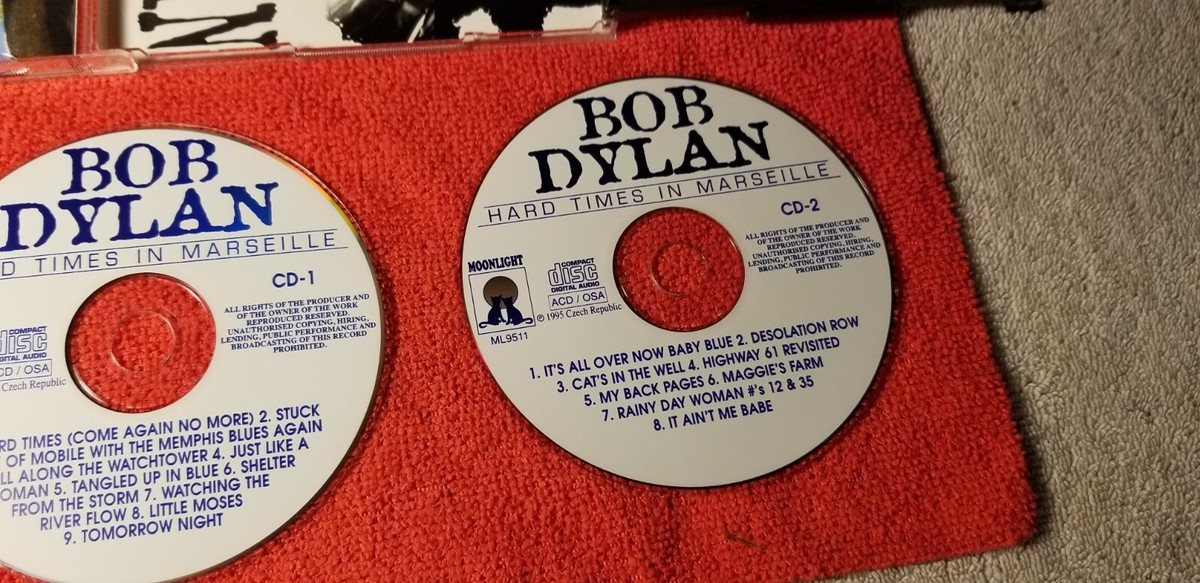 BOB
DYLAN
D TIMES IN MARSEILLE
CD-1
ALL RIGHTS OF THE PRODUCER AND
OF THE OWNER OF THE WORK
REPRODUCED RESERVED.
UNAUTHORISED COPYING, HIRING,
LENDING, PUBLIC PERFORMANCE AND
BROADCASTING OF THIS RECORD
PROHIBITED.
COMPACT
disc
DIGITAL AUDIO
CD / OSA
Czech Republic
RD TIMES (COME AGAIN NO MORE) 2. STUCK
OF MOBILE WITH THE MEMPHIS BLUES AGAIN
LL ALONG THE WATCHTOWER 4. JUST LIKE A
OMAN 5. TANGLED UP IN BLUE 6. SHELTER
FROM THE STORM 7. WATCHING THE
RIVER FLOW 8. LITTLE MOSES
9. TOMORROW NIGHT
BOB
DYLAN
HARD TIMES IN MARSEILLE
CD-2
ALL RIGHTS OF THE PRODUCER AND
OF THE OWNER OF THE WORK
REPRODUCED RESERVED.
UNAUTHORISED COPYING, HIRING,
LENDING, PUBLIC PERFORMANCE AND
BROADCASTING OF THIS RECORD
PROHIBITED.
MOONLIGHT
ML9511
COMPACT
disc
DIGITAL AUDIO
ACD / OSA
℗ 1995 Czech Republic
1. IT'S ALL OVER NOW BABY BLUE 2. DESOLATION ROW
3. CAT'S IN THE WELL 4. HIGHWAY 61 REVISITED
5. MY BACK PAGES 6. MAGGIE'S FARM
7. RAINY DAY WOMAN #'s 12 & 35
8. IT AIN'T ME BABE